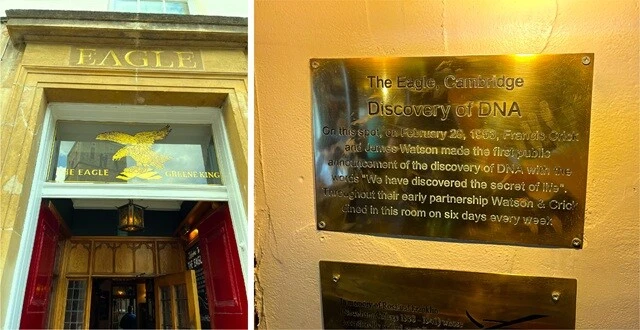 EAGLE
THE EAGLE GREENE KING
THE EAGLE
The Eagle, Cambridge
Discovery of DNA
On this spot, on February 28, 1953, Francis Crick
and James Watson made the first public
announcement of the discovery of DNA with the
words "We have discovered the secret of life".
Throughout their early partnership Watson & Crick
dined in this room on six days every week